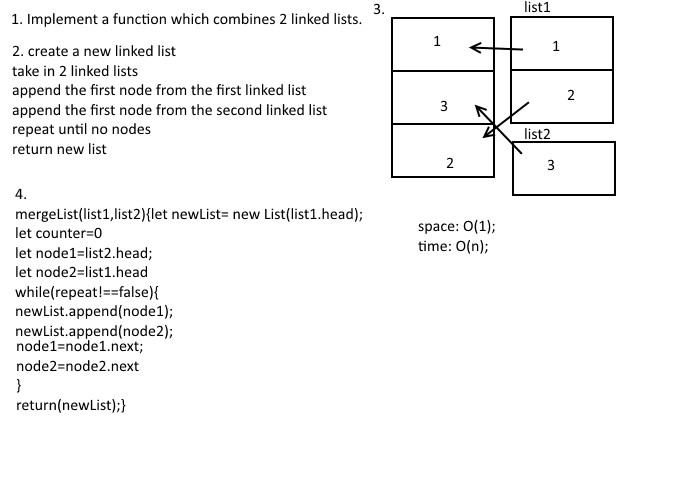 1. Implement a function which combines 2 linked lists.
2. create a new linked list
take in 2 linked lists
append the first node from the first linked list
append the first node from the second linked list
repeat until no nodes
return new list
3.
list1
1
1
2
3
list2
2
3
space: O(1);
time: O(n);
4.
mergeList(list1,list2){let newList= new List(list1.head);
let counter=0
let node1=list2.head;
let node2=list1.head
while(repeat!==false){
newList.append(node1);
newList.append(node2);
node1=node1.next;
node2=node2.next
}
return(newList);}